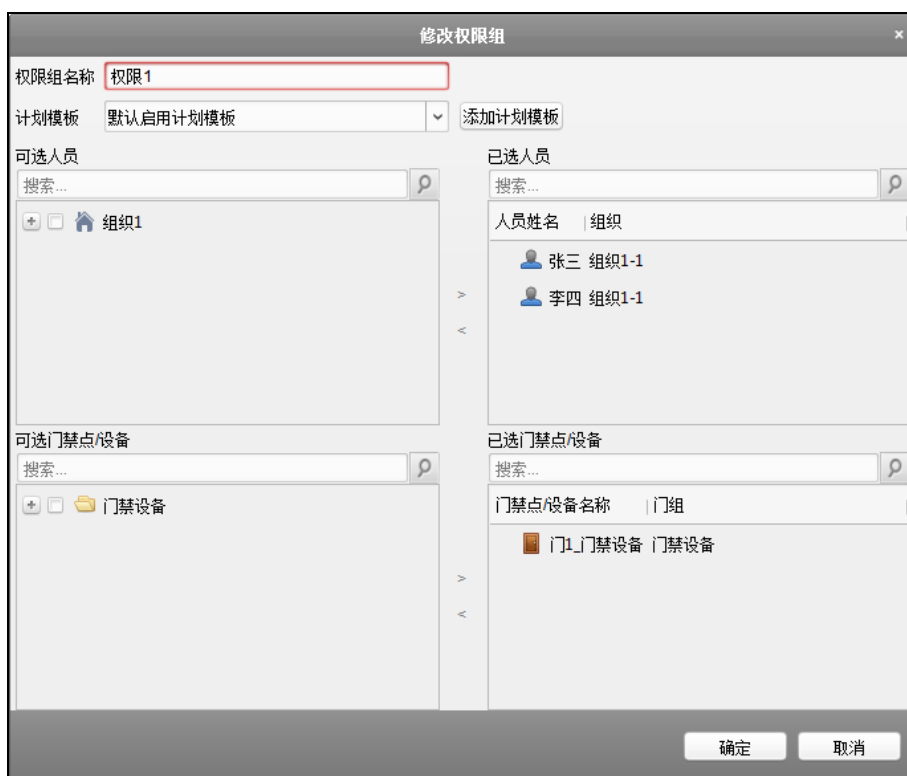 修改权限组
权限组名称 权限1
计划模板 默认启用计划模板 添加计划模板
可选人员 已选人员
搜索... 搜索...
组织1 人员姓名 组织
张三 组织1-1
李四 组织1-1
> 
<
可选门禁点/设备 已选门禁点/设备
搜索... 搜索...
门禁设备 门禁点/设备名称 门组
门1_门禁设备 门禁设备
>
<
确定 取消